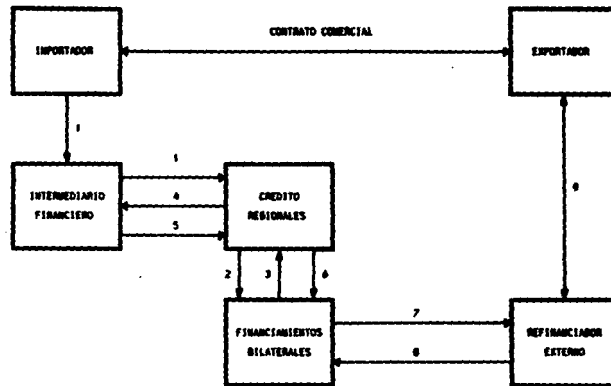 CONTRATO COMERCIAL
IMPORTADOR
EXPORTADOR
1
1
4
5
INTERMEDIARIO
FINANCIERO
CREDITO
REGIONALES
9
2
3
6
FINANCIAMIENTOS
BILATERALES
7
8
REFINANCIADOR
EXTERNO